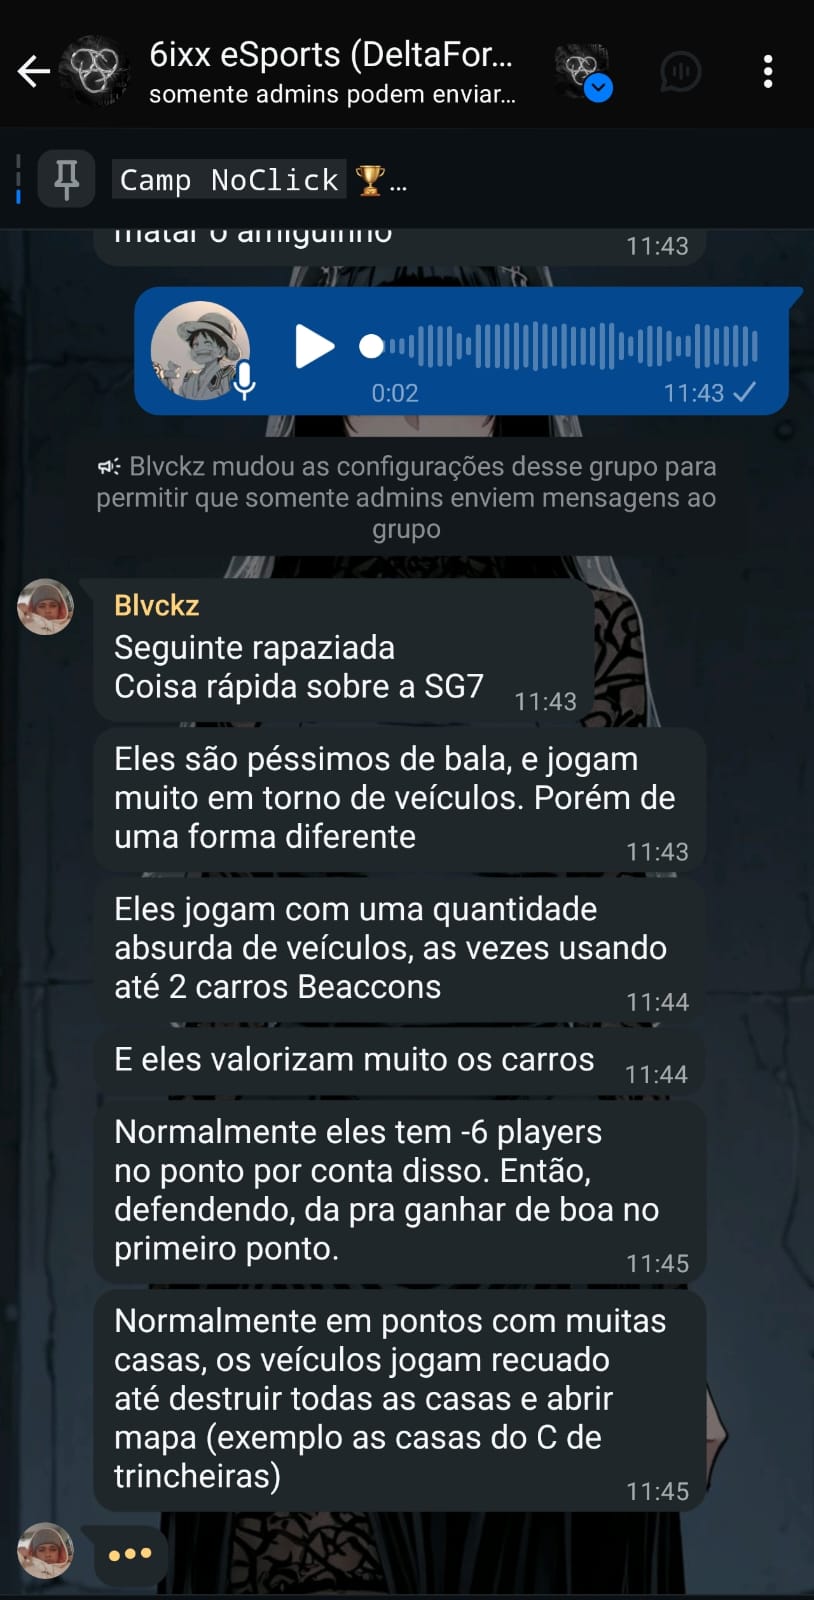 6ixx eSports (DeltaFor...
somente admins podem enviar...
Camp NoClick 🏆...
matar o amiguinho
11:43
0:02
11:43
Blvckz mudou as configurações desse grupo para
permitir que somente admins enviem mensagens ao
grupo
Blvckz
Seguinte rapaziada
Coisa rápida sobre a SG7
11:43
Eles são péssimos de bala, e jogam
muito em torno de veículos. Porém de
uma forma diferente
11:43
Eles jogam com uma quantidade
absurda de veículos, as vezes usando
até 2 carros Beaccons
11:44
E eles valorizam muito os carros
11:44
Normalmente eles tem -6 players
no ponto por conta disso. Então,
defendendo, da pra ganhar de boa no
primeiro ponto.
11:45
Normalmente em pontos com muitas
casas, os veículos jogam recuado
até destruir todas as casas e abrir
mapa (exemplo as casas do C de
trincheiras)
11:45